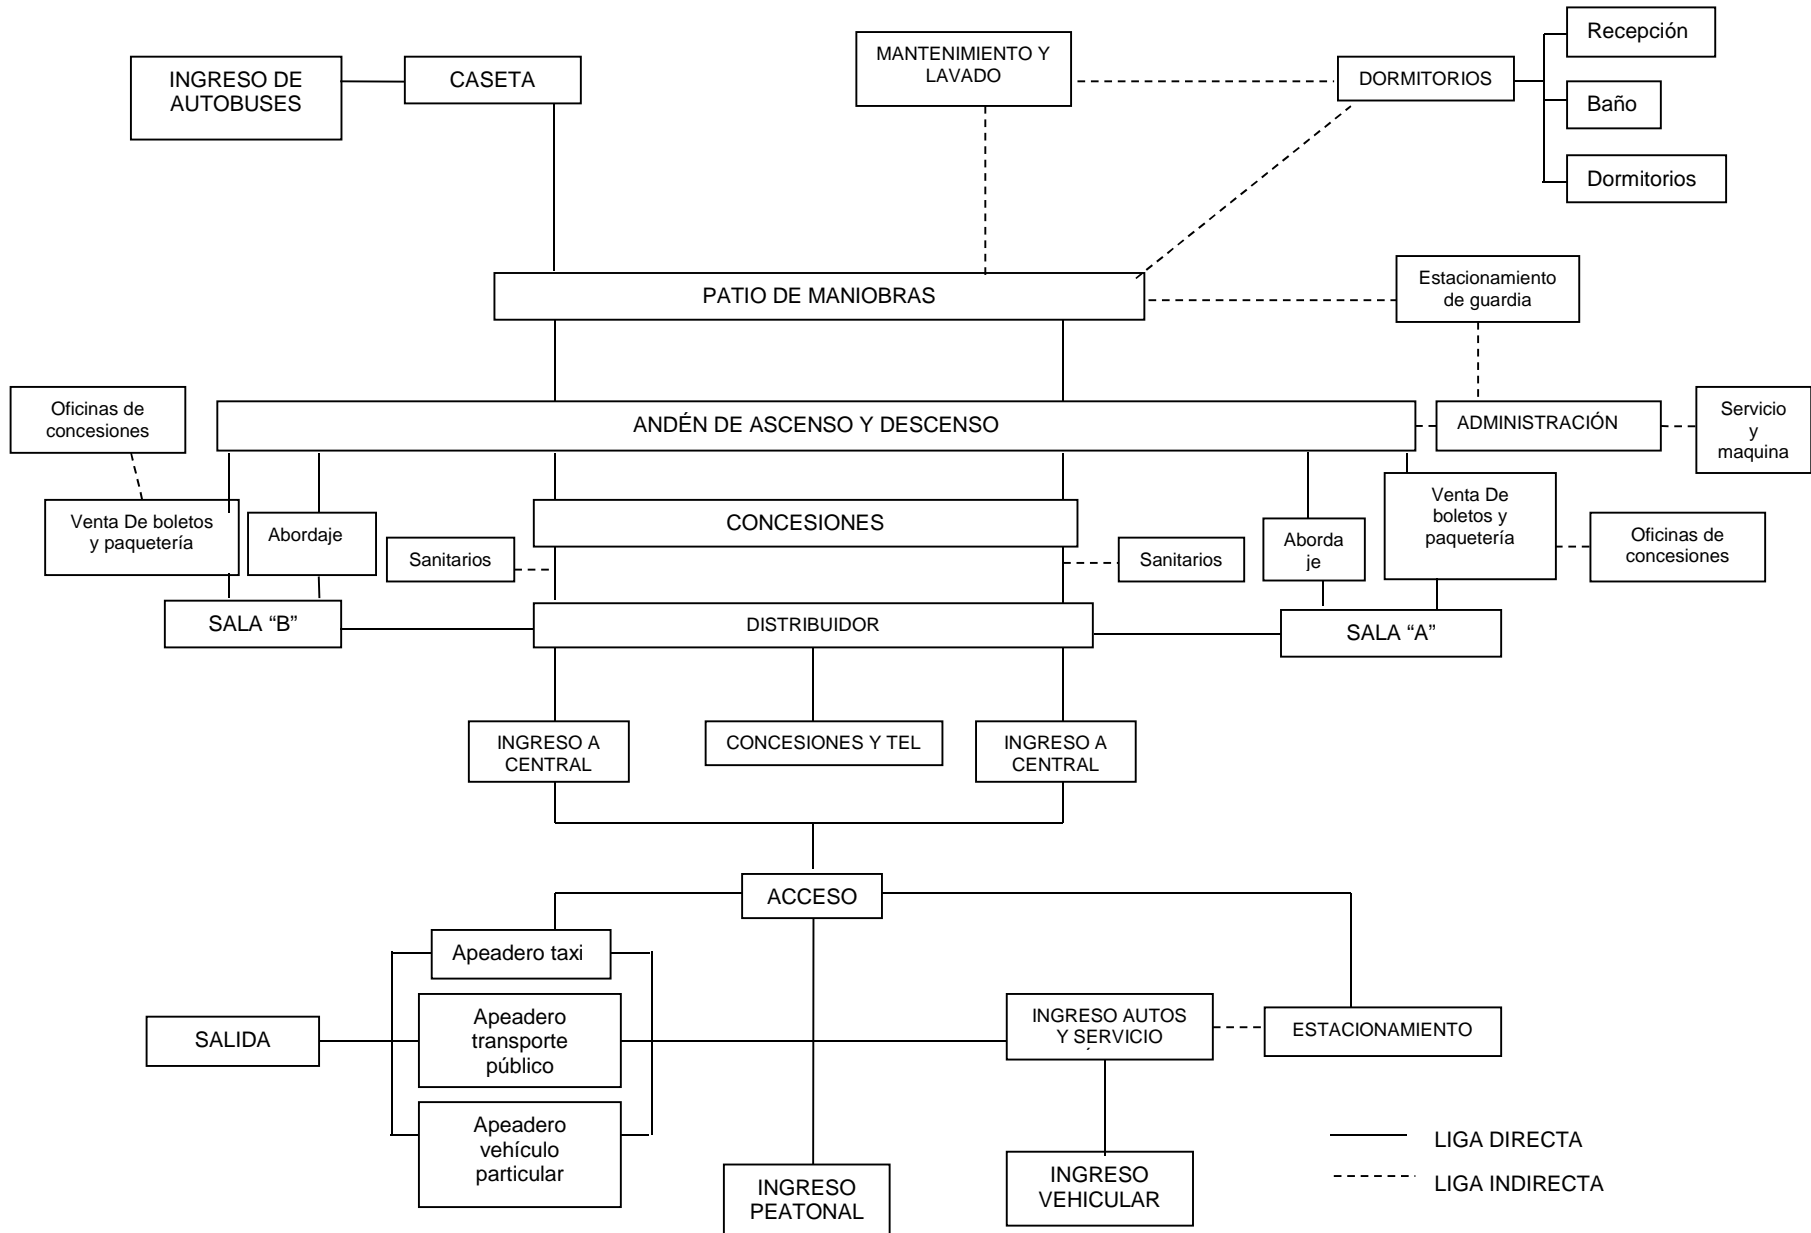 Recepción
MANTENIMIENTO Y
LAVADO
INGRESO DE
AUTOBUSES
CASETA
DORMITORIOS
Baño
Dormitorios
PATIO DE MANIOBRAS
Estacionamiento
de guardia
Oficinas de
concesiones
ANDÉN DE ASCENSO Y DESCENSO
ADMINISTRACIÓN
Servicio
y
maquina
Venta De boletos
y paquetería
Abordaje
CONCESIONES
Sanitarios
Sanitarios
Aborda
je
Venta De
boletos y
paquetería
Oficinas de
concesiones
SALA “B”
DISTRIBUIDOR
SALA “A”
INGRESO A
CENTRAL
CONCESIONES Y TEL
INGRESO A
CENTRAL
ACCESO
Apeadero taxi
SALIDA
Apeadero
transporte
público
INGRESO AUTOS
Y SERVICIO
ESTACIONAMIENTO
Apeadero
vehículo
particular
INGRESO
PEATONAL
INGRESO
VEHICULAR
LIGA DIRECTA
LIGA INDIRECTA